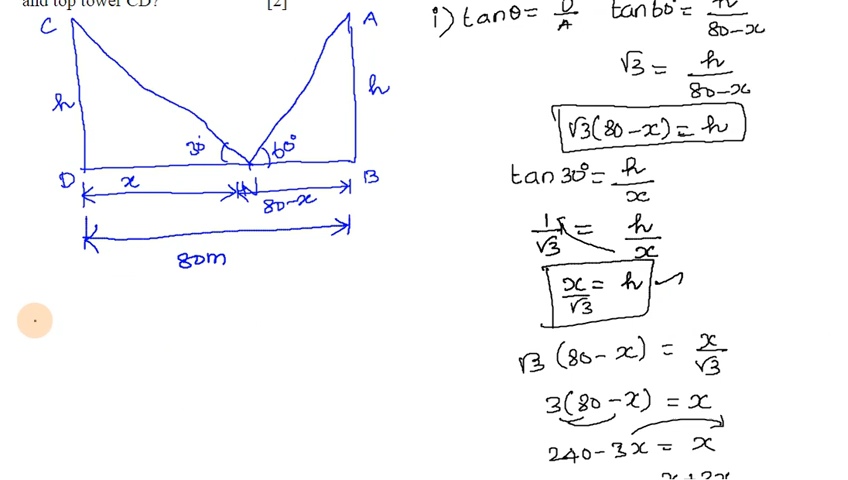 and top tower CD? [2]
C A
h h
30° 60°
D x N 80-x B
80m
i) tanθ = O/A tan60° = h/80-x
√3 = h/80-x
√3(80-x) = h
tan30° = h/x
1/√3 = h/x
x/√3 = h
√3 (80-x) = x/√3
3(80-x) = x
240-3x = x